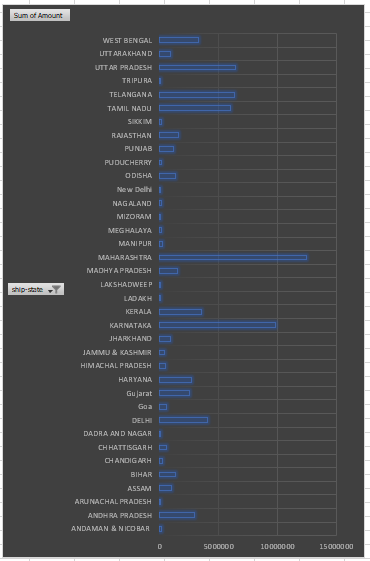 Sum of Amount
WEST BENGAL
UTTARAKHAND
UTTAR PRADESH
TRIPURA
TELANGANA
TAMIL NADU
SIKKIM
RAJASTHAN
PUNJAB
PUDUCHERRY
ODISHA
New Delhi
NAGALAND
MIZORAM
MEGHALAYA
MANIPUR
MAHARASHTRA
MADHYA PRADESH
LAKSHADWEEP
ship-state
LADAKH
KERALA
KARNATAKA
JHARKHAND
JAMMU & KASHMIR
HIMACHAL PRADESH
HARYANA
Gujarat
Goa
DELHI
DADRA AND NAGAR
CHHATTISGARH
CHANDIGARH
BIHAR
ASSAM
ARUNACHAL PRADESH
ANDHRA PRADESH
ANDAMAN & NICOBAR
0 5000000 10000000 15000000